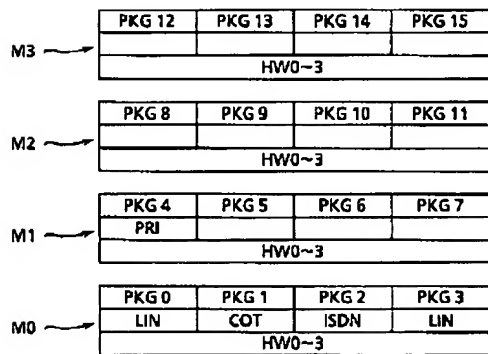 PKG 12 PKG 13 PKG 14 PKG 15
M3
HW0~3
PKG 8 PKG 9 PKG 10 PKG 11
M2
HW0~3
PKG 4 PKG 5 PKG 6 PKG 7
M1 PRI
HW0~3
PKG 0 PKG 1 PKG 2 PKG 3
M0 LIN COT ISDN LIN
HW0~3